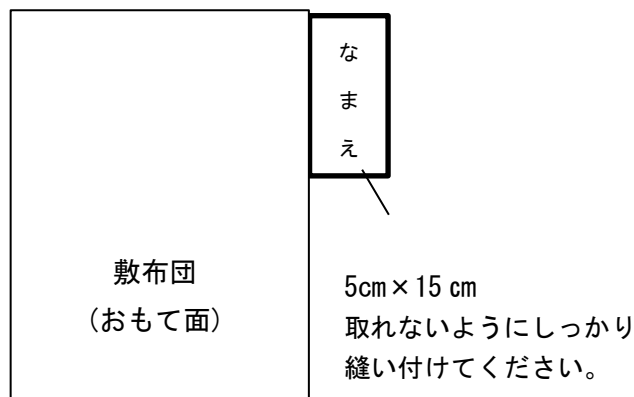 なまえ
敷布団
(おもて面)
5cm×15 cm
取れないようにしっかり
縫い付けてください。